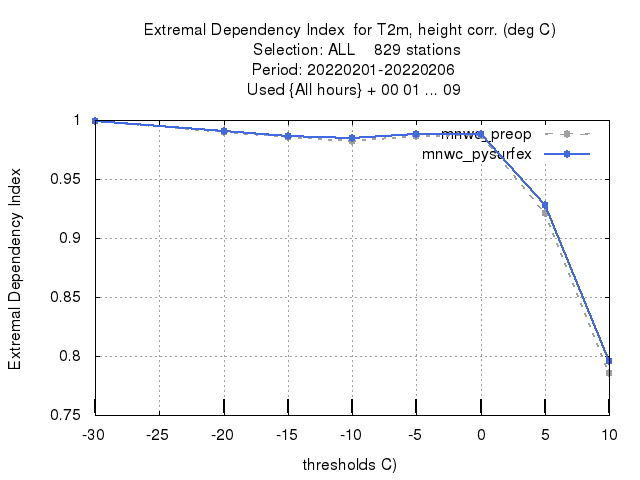 Extremal Dependency Index  for T2m, height corr. (deg C)
Selection: ALL    829 stations
Period: 20220201-20220206
Used {All hours} + 00 01 ... 09
mnwc_preop
mnwc_pysurfex
Extremal Dependency Index
1
0.95
0.9
0.85
0.8
0.75
-30 -25 -20 -15 -10 -5 0 5 10
thresholds C)